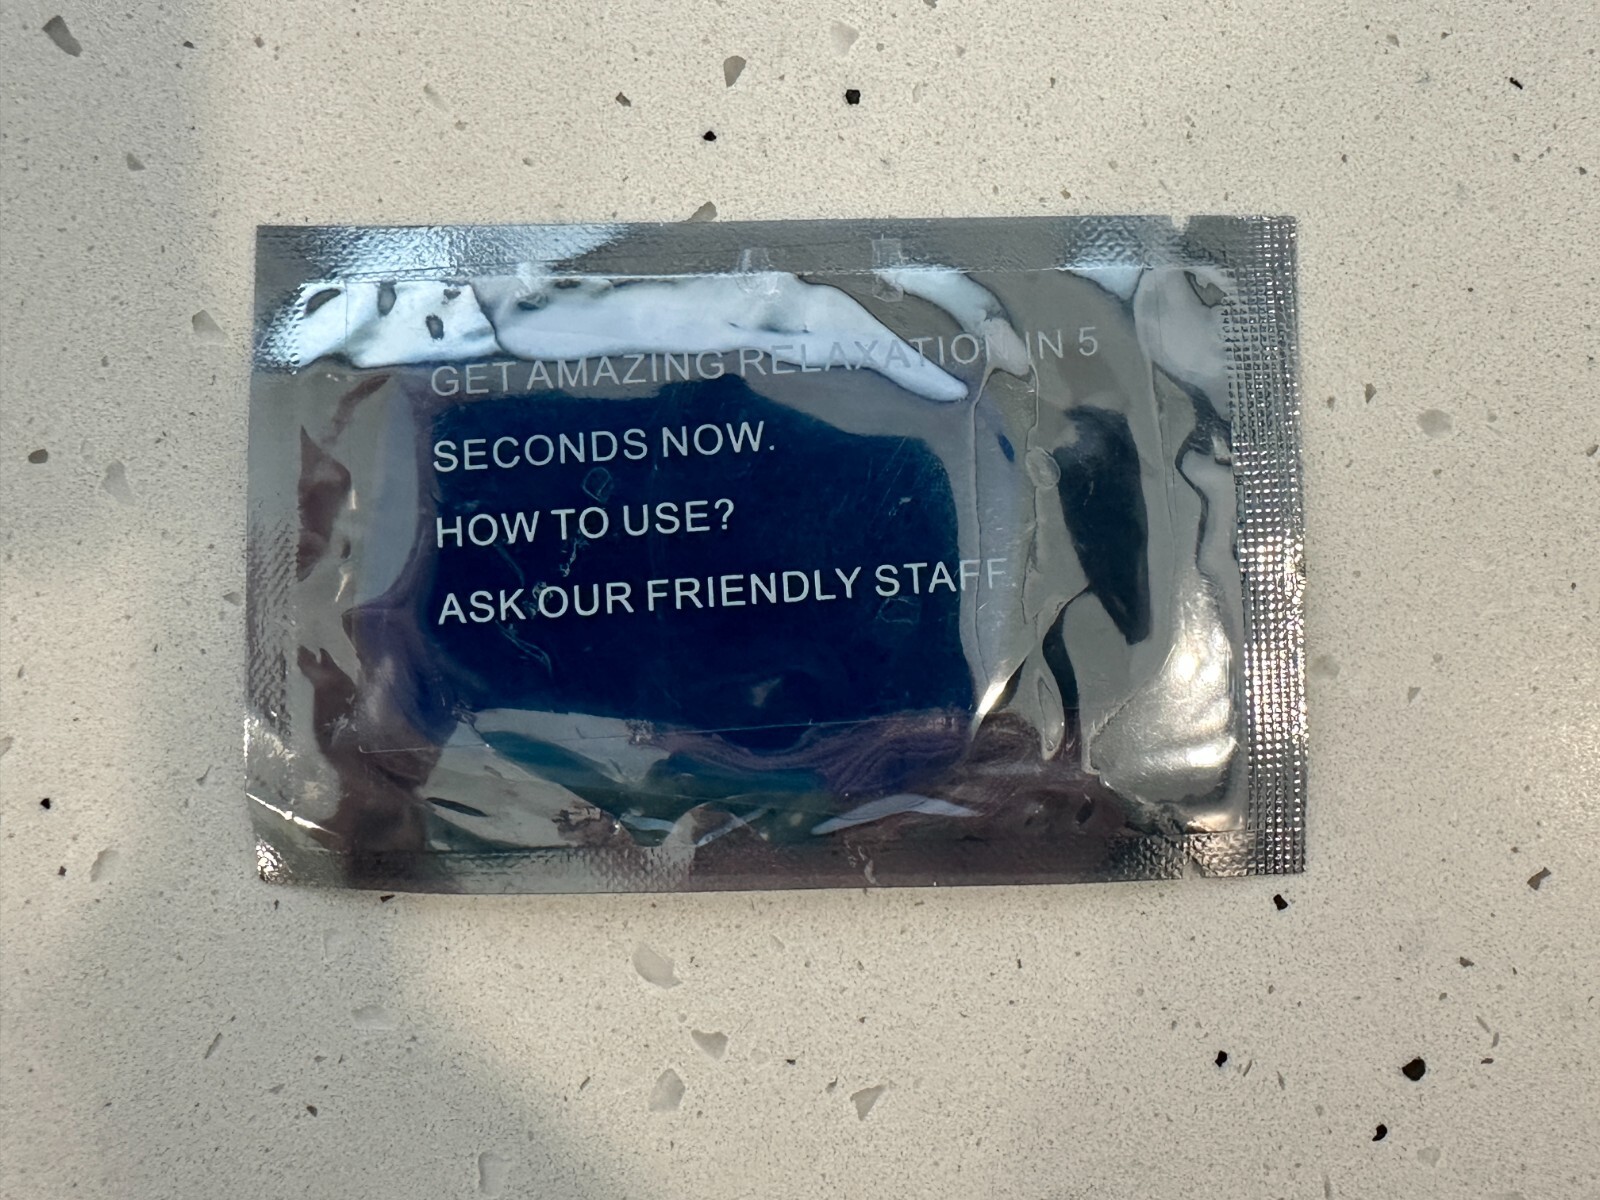 GET AMAZING RELAXATION IN 5
SECONDS NOW.
HOW TO USE?
ASK OUR FRIENDLY STAFF.